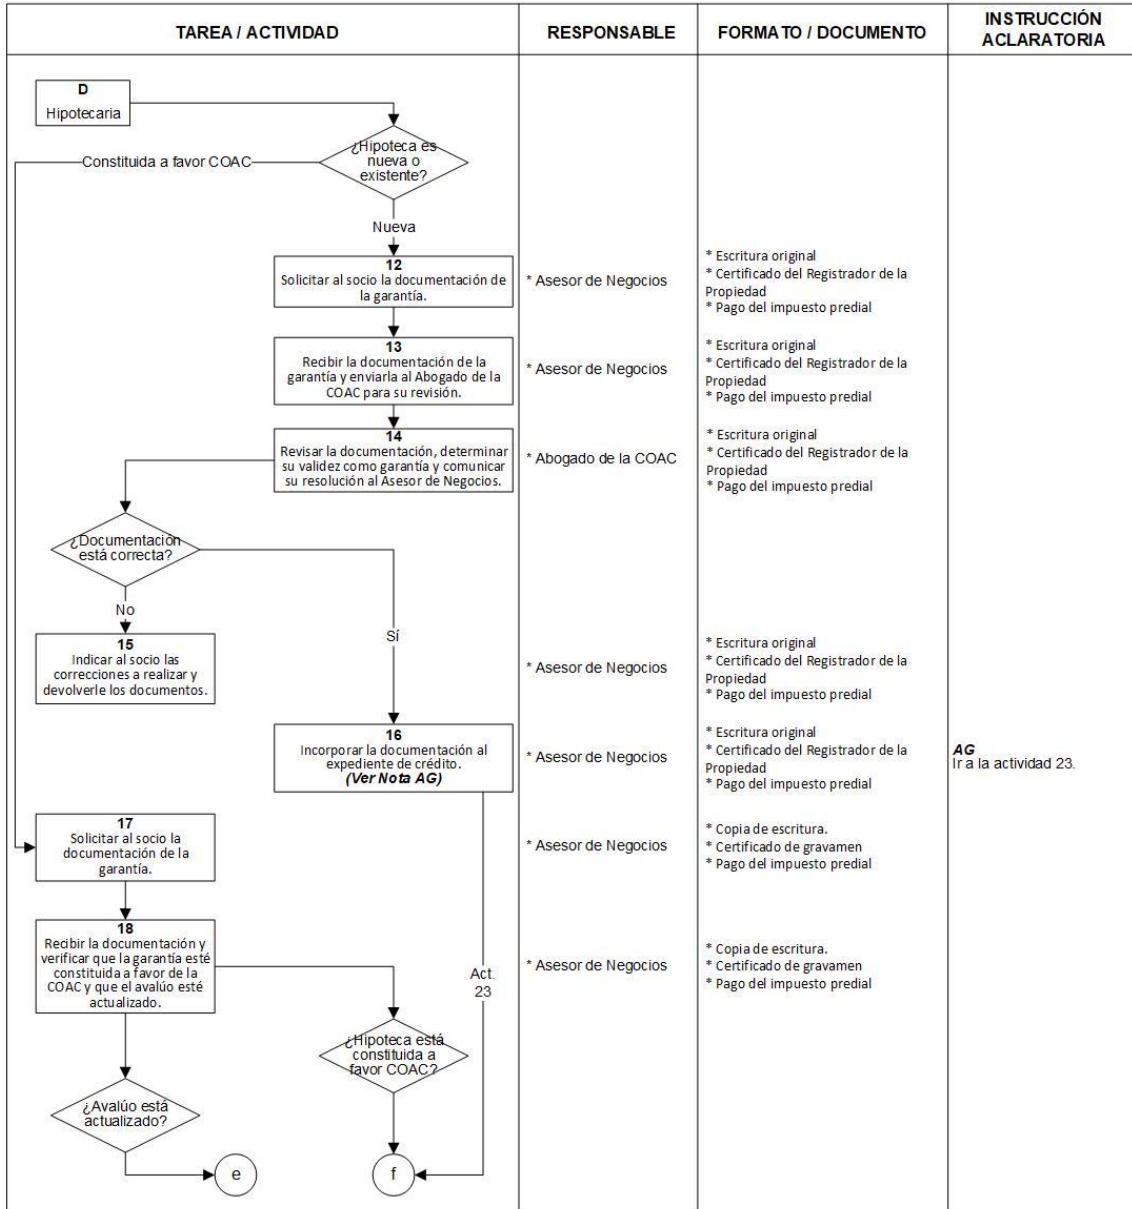 TAREA / ACTIVIDAD
RESPONSABLE
FORMATO / DOCUMENTO
INSTRUCCIÓN
ACLARATORIA
D
Hipotecaria
¿Hipoteca es
nueva o
existente?
Constituida a favor COAC
Nueva
12
Solicitar al socio la documentación de
la garantía.
* Asesor de Negocios
* Escritura original
* Certificado del Registrador de la
Propiedad
* Pago del impuesto predial
13
Recibir la documentación de la
garantía y enviarla al Abogado de la
COAC para su revisión.
* Asesor de Negocios
* Escritura original
* Certificado del Registrador de la
Propiedad
* Pago del impuesto predial
14
Revisar la documentación, determinar
su validez como garantía y comunicar
su resolución al Asesor de Negocios.
* Abogado de la COAC
* Escritura original
* Certificado del Registrador de la
Propiedad
* Pago del impuesto predial
¿Documentación
está correcta?
No
Sí
15
Indicar al socio las
correcciones a realizar y
devolverle los documentos.
* Asesor de Negocios
* Escritura original
* Certificado del Registrador de la
Propiedad
* Pago del impuesto predial
16
Incorporar la documentación al
expediente de crédito.
(Ver Nota AG)
* Asesor de Negocios
* Escritura original
* Certificado del Registrador de la
Propiedad
* Pago del impuesto predial
AG
Ir a la actividad 23.
17
Solicitar al socio la
documentación de la
garantía.
* Asesor de Negocios
* Copia de escritura.
* Certificado de gravamen
* Pago del impuesto predial
18
Recibir la documentación y
verificar que la garantía esté
constituida a favor de la
COAC y que el avalúo esté
actualizado.
* Asesor de Negocios
* Copia de escritura.
* Certificado de gravamen
* Pago del impuesto predial
Act.
23
¿Hipoteca está
constituida a
favor COAC?
¿Avalúo está
actualizado?
e
f